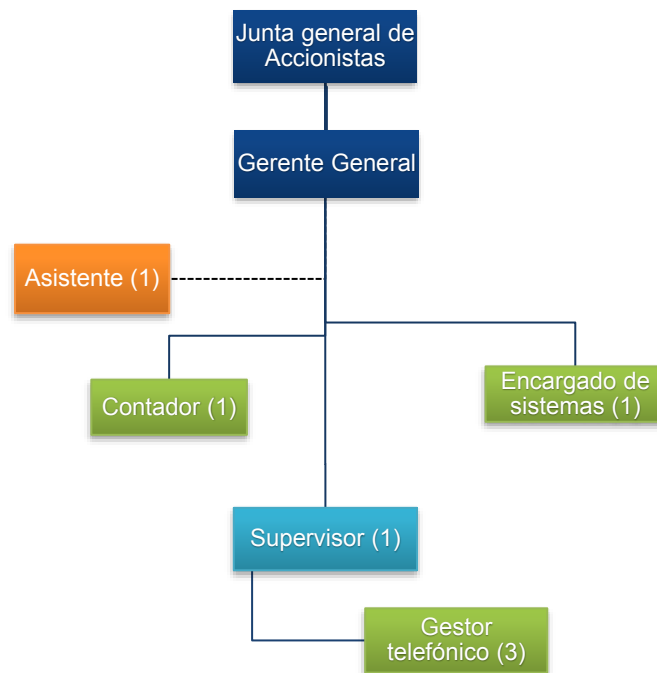 Junta general de
Accionistas
Gerente General
Asistente (1)
Contador (1)
Encargado de
sistemas (1)
Supervisor (1)
Gestor
telefónico (3)